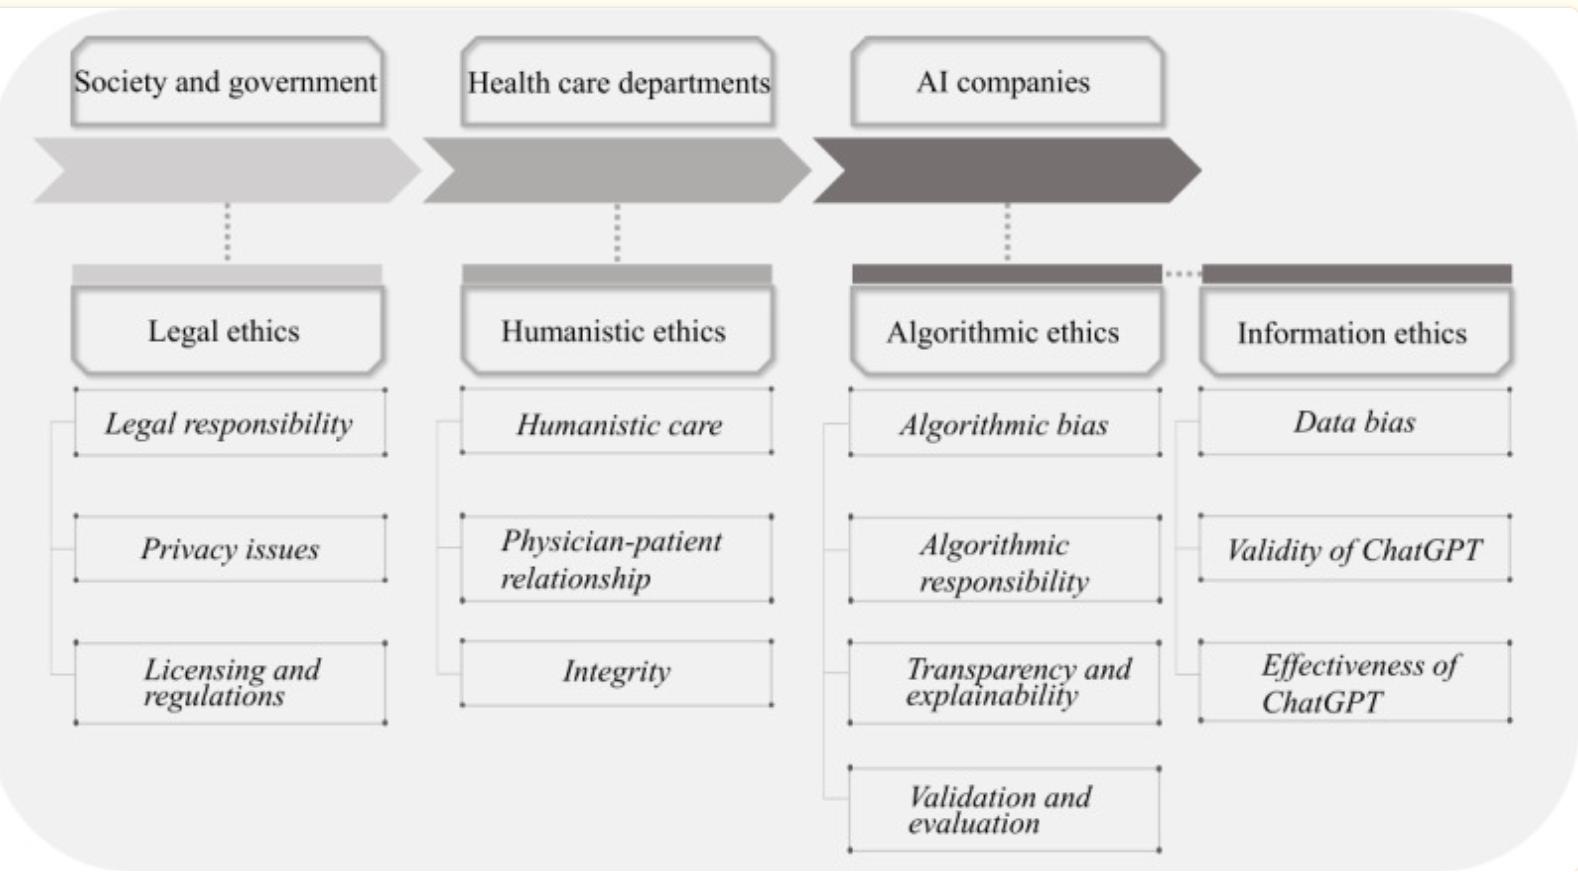 Society and government
Health care departments
AI companies
Legal ethics
Humanistic ethics
Algorithmic ethics
Information ethics
Legal responsibility
Privacy issues
Licensing and
regulations
Humanistic care
Physician-patient
relationship
Integrity
Algorithmic bias
Algorithmic
responsibility
Transparency and
explainability
Validation and
evaluation
Data bias
Validity of ChatGPT
Effectiveness of
ChatGPT